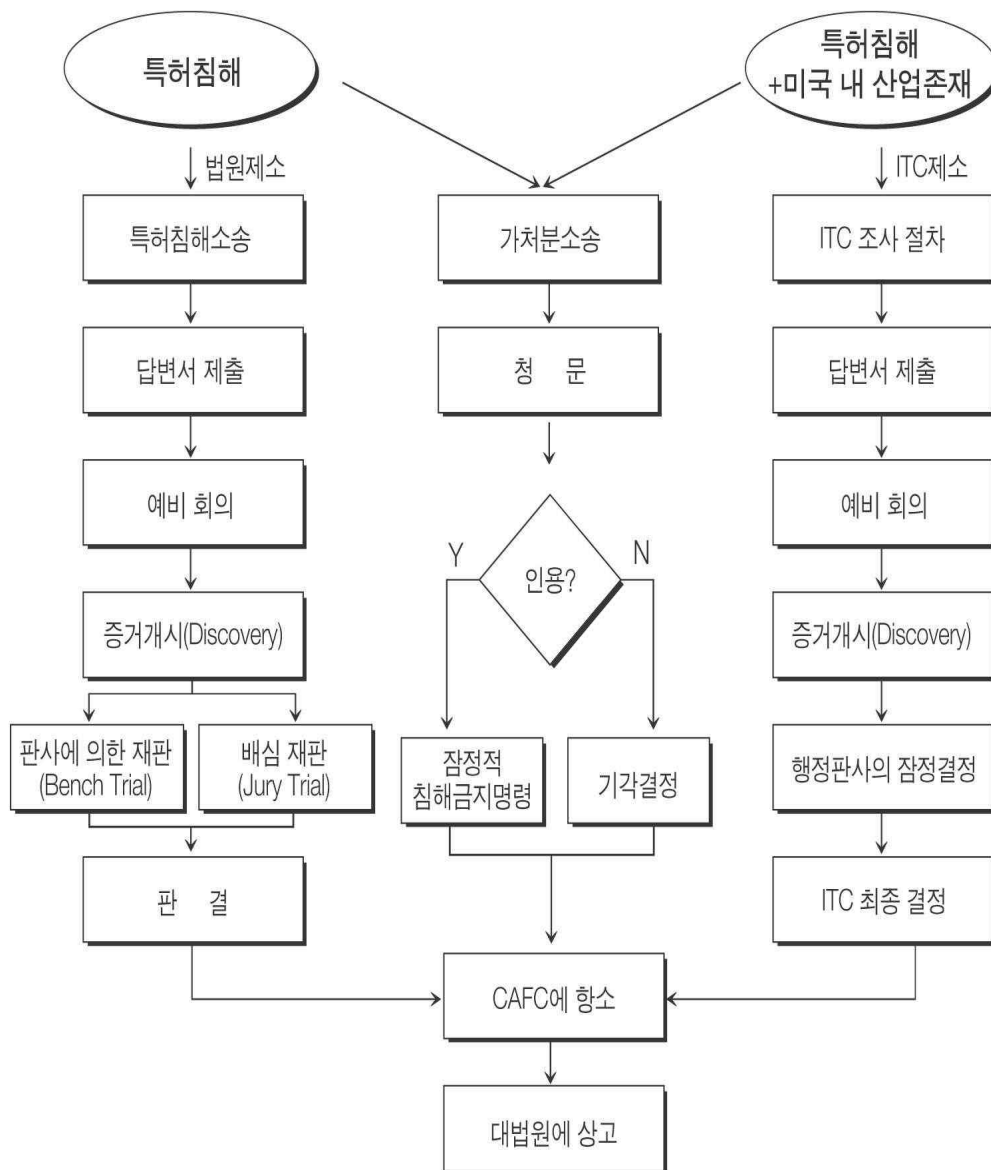 특허침해
특허침해
+미국 내 산업존재
법원제소
ITC제소
특허침해소송
가처분소송
ITC 조사 절차
답변서 제출
청 문
답변서 제출
예비 회의
예비 회의
Y
N
인용?
증거개시(Discovery)
증거개시(Discovery)
판사에 의한 재판
(Bench Trial)
배심 재판
(Jury Trial)
잠정적
침해금지명령
기각결정
행정판사의 잠정결정
판 결
ITC 최종 결정
CAFC에 항소
대법원에 상고